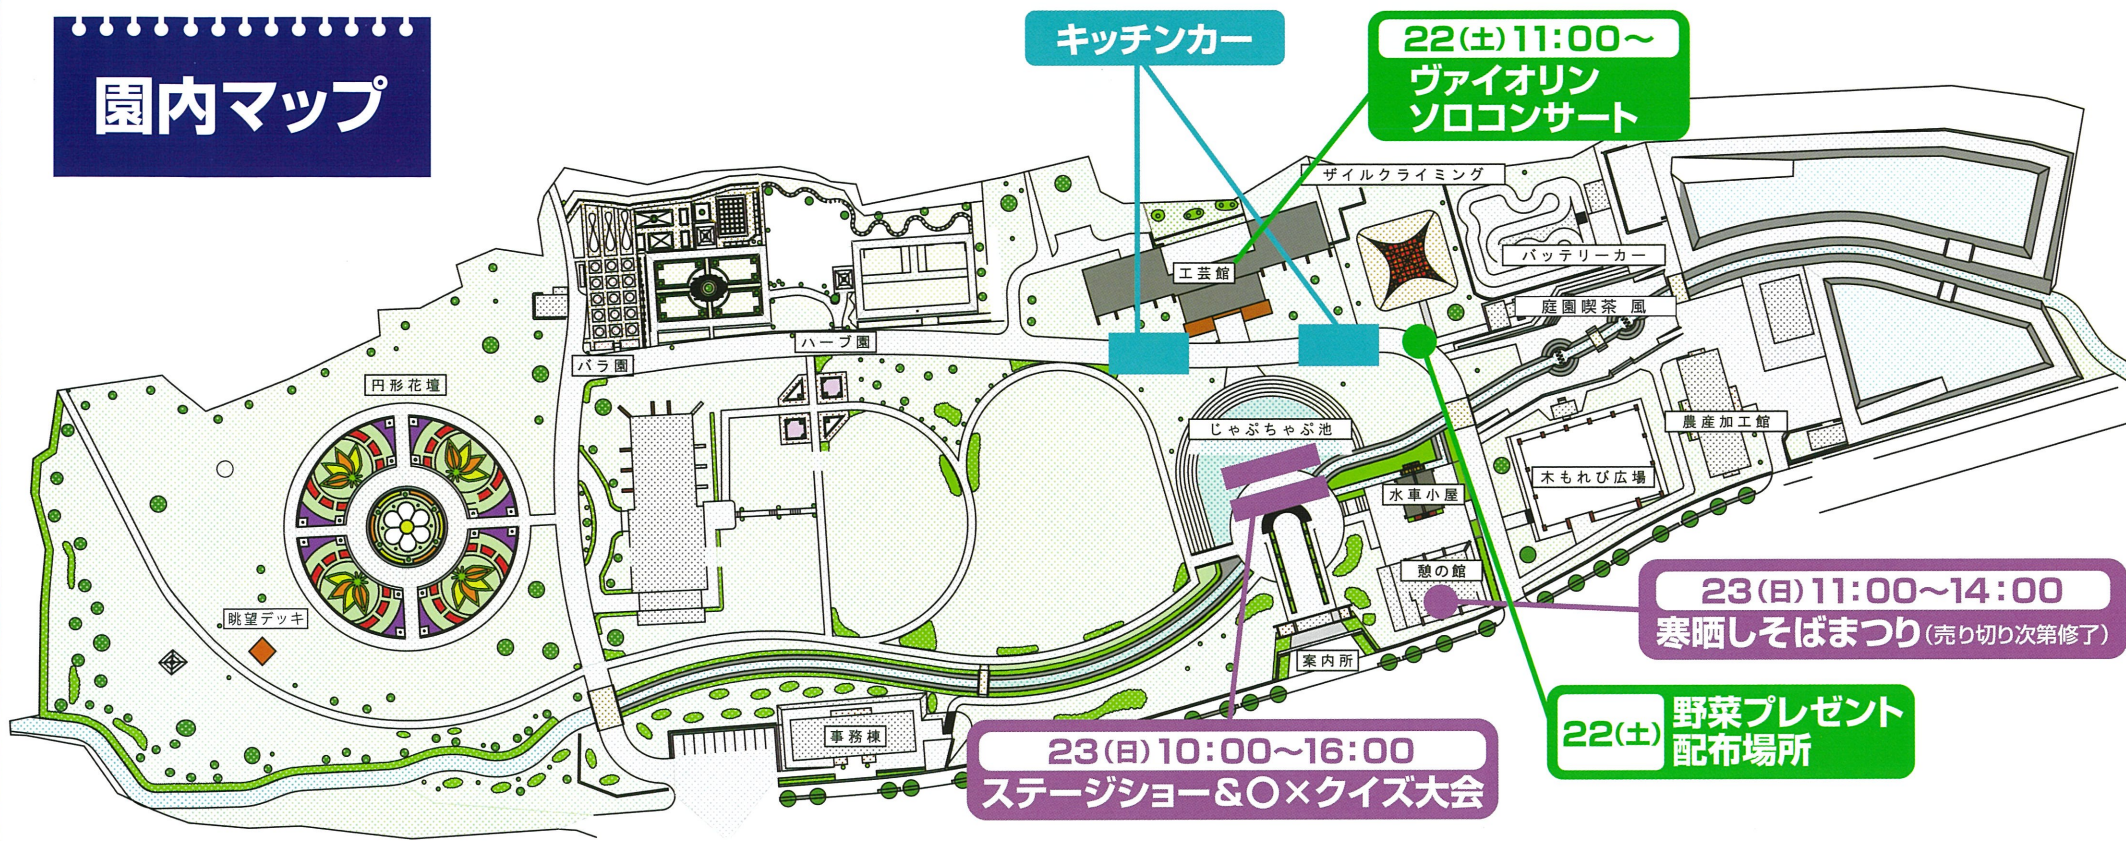 園内マップ
キッチンカー
22(土)11:00～
ヴァイオリン
ソロコンサート
ザイルクライミング
バッテリーカー
工芸館
庭園喫茶 風
ハーブ園
バラ園
円形花壇
じゃぶちゃぶ池
農産加工館
木もれび広場
水車小屋
憩の館
眺望デッキ
案内所
事務棟
23(日)11:00～14:00
寒晒しそばまつり(売り切り次第修了)
22(土)
野菜プレゼント
配布場所
23(日)10:00～16:00
ステージショー&〇×クイズ大会